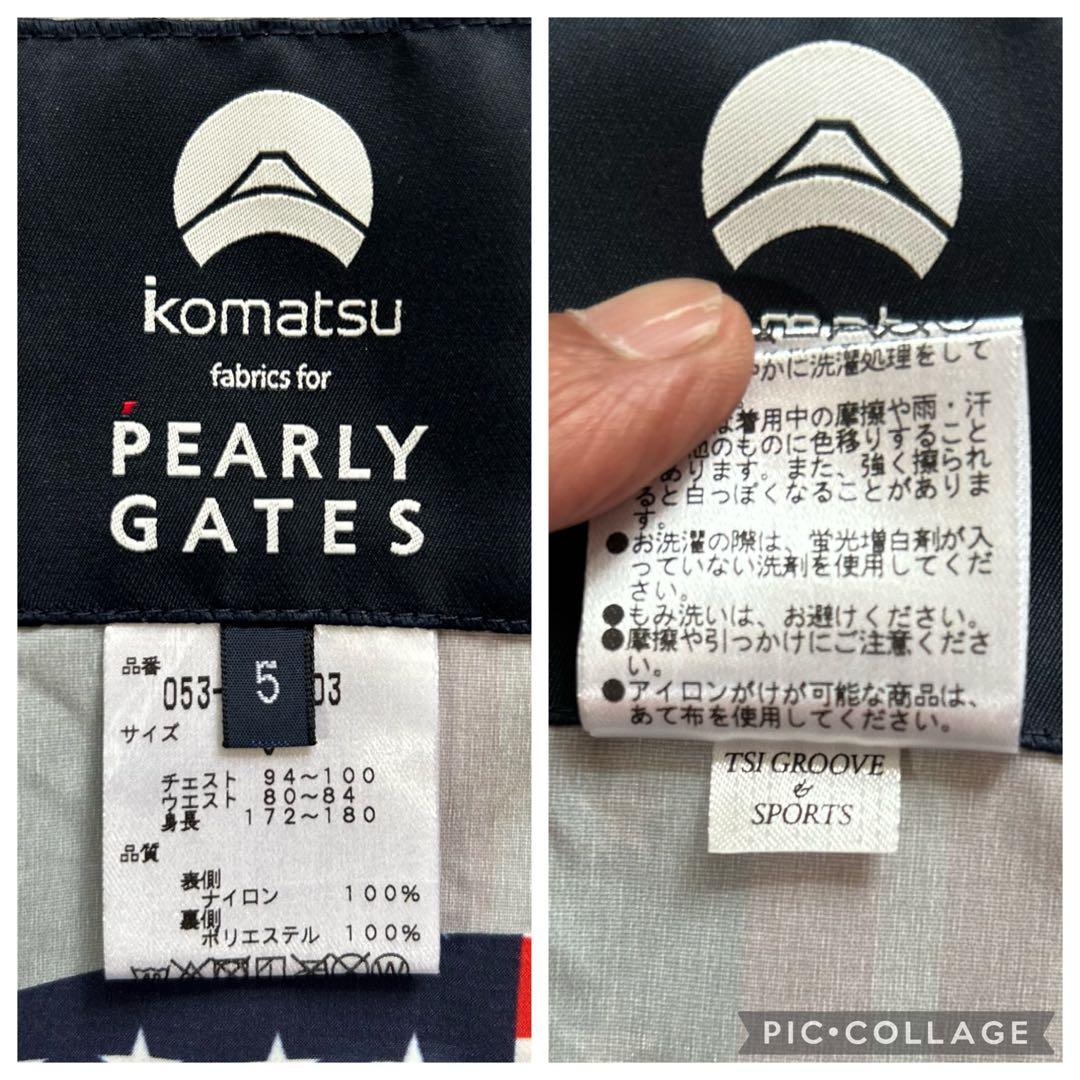 komatsu
fabrics for
PEARLY
GATES
品番
053-
03
5
サイズ
チェスト 94~100
ウエスト 80~84
身長 172~180
品質
表側
ナイロン 100%
裏側
ポリエステル 100%
やかに洗濯処理をして
は着用中の摩擦や雨・汗
他のものに色移りすること
あります。また、強く擦られ
ると白っぽくなることがありま
す。
●お洗濯の際は、蛍光増白剤が入
っていない洗剤を使用してくだ
さい。
●もみ洗いは、お避けください。
●摩擦や引っかけにご注意くださ
い。
●アイロンがけが可能な商品は、
あて布を使用してください。
TSI GROOVE
&
SPORTS
PIC•COLLAGE